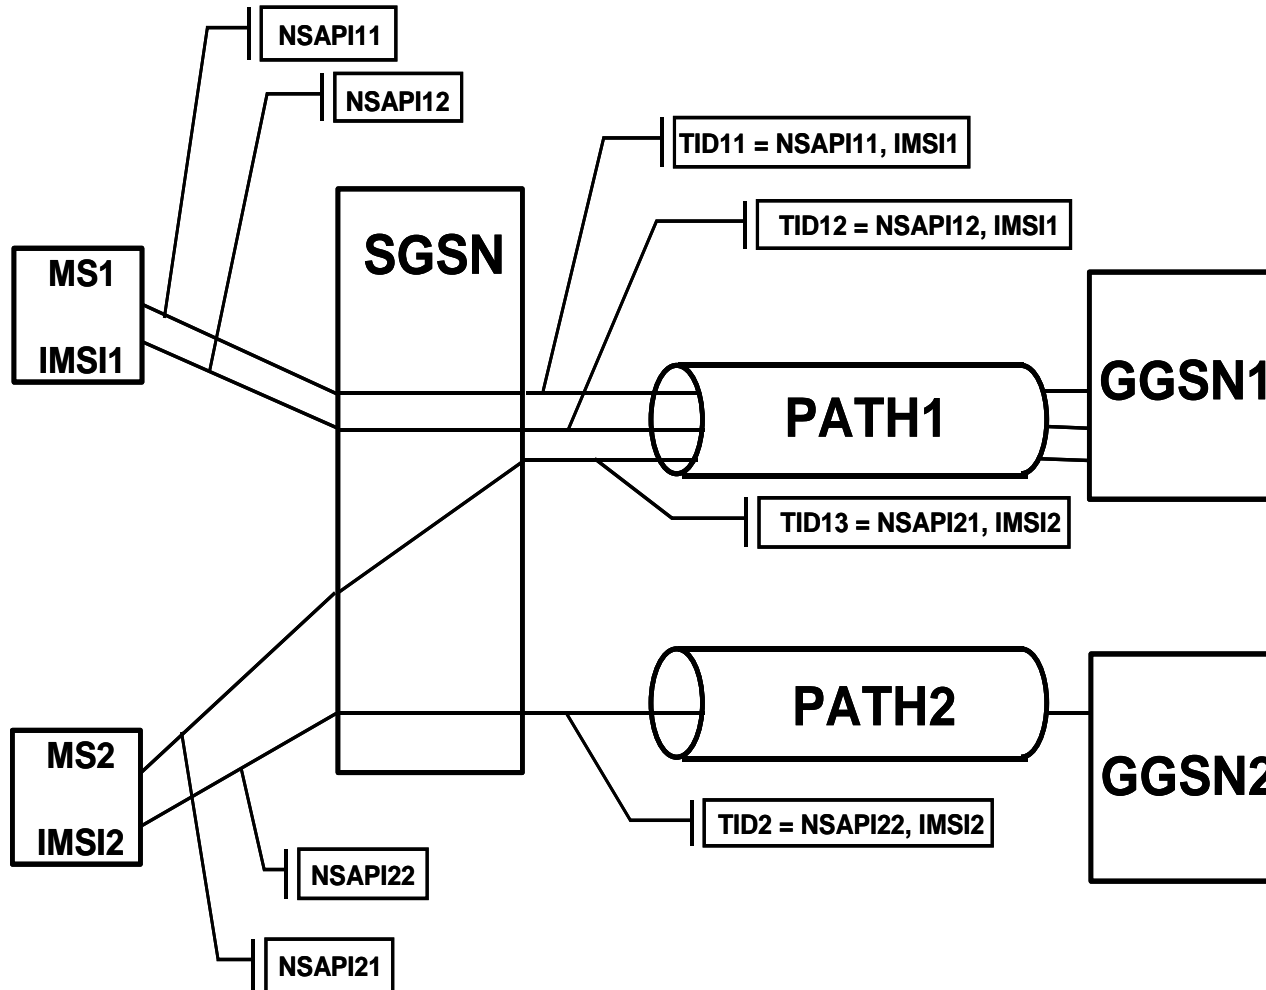 NSAPI11
NSAPI12
TID11 = NSAPI11, IMSI1
TID12 = NSAPI12, IMSI1
SGSN
MS1
IMSI1
GGSN1
PATH1
TID13 = NSAPI21, IMSI2
PATH2
MS2
IMSI2
GGSN2
TID2 = NSAPI22, IMSI2
NSAPI22
NSAPI21